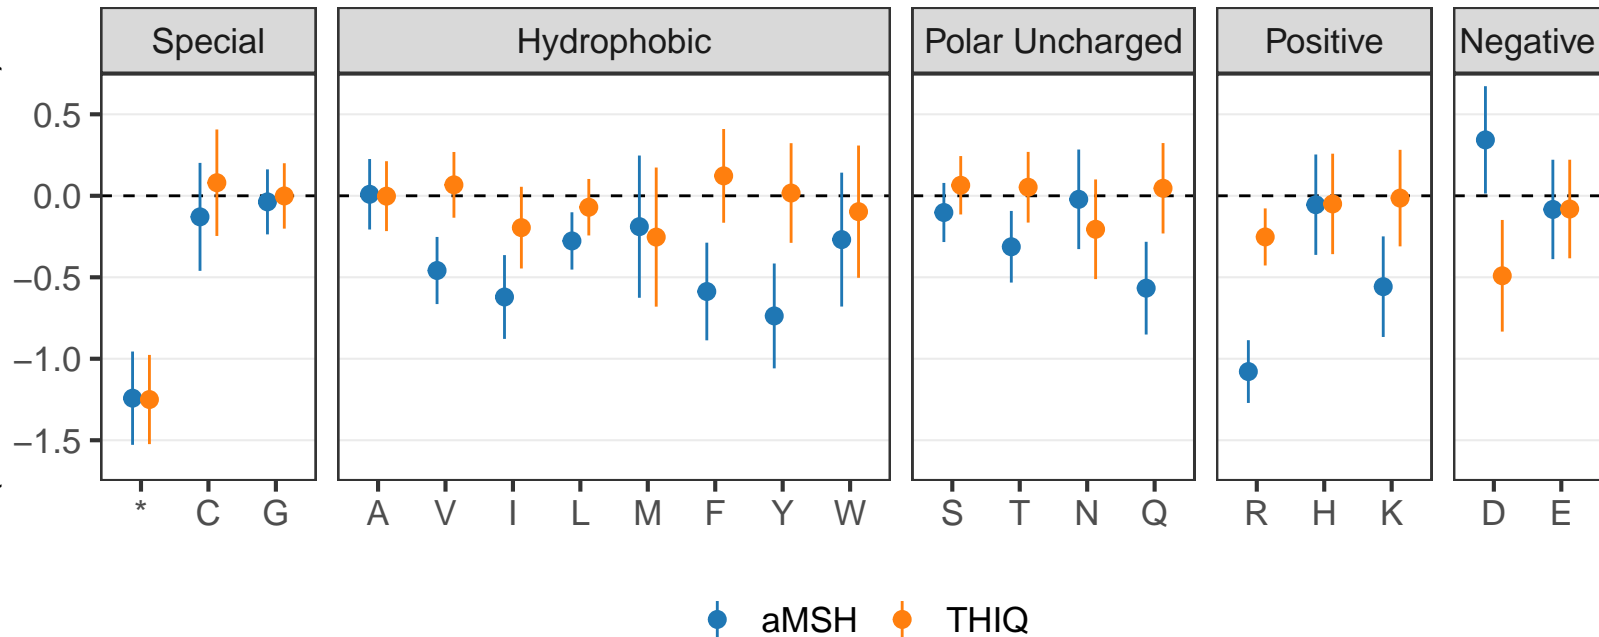 Special Hydrophobic Polar Uncharged Positive Negative
0.5
0.0
−0.5
−1.0
−1.5
* C G A V I L M F Y W S T N Q R H K D E
aMSH THIQ